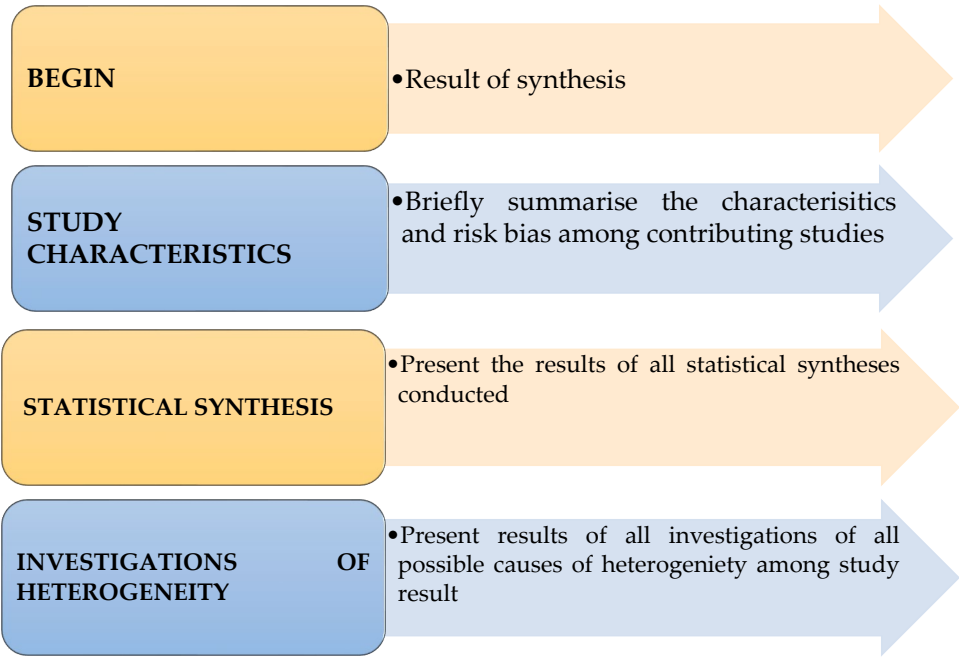 BEGIN
•Result of synthesis
STUDY
CHARACTERISTICS
•Briefly summarise the characterisitics
and risk bias among contributing studies
STATISTICAL SYNTHESIS
•Present the results of all statistical syntheses
conducted
INVESTIGATIONS OF
HETEROGENEITY
•Present results of all investigations of all
possible causes of heterogeniety among study
result